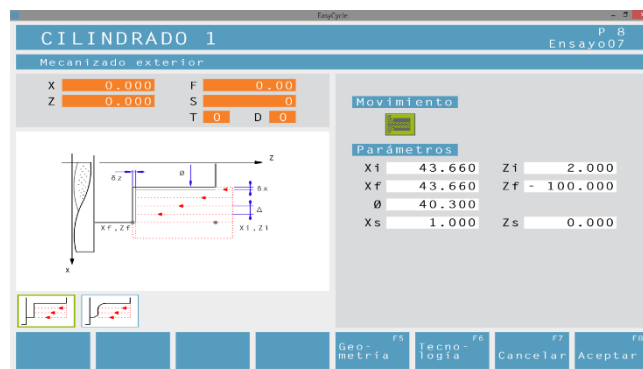 EasyCycle
CILINDRADO 1
P 8
Ensayo07
Mecanizado exterior
X 0.000 F 0.00
Z 0.000 S 0
T 0 D 0
Z
δz
ø
δx
Δ
Xf,Zf
Xi,Zi
X
Movimiento
Parámetros
Xi 43.660 Zi 2.000
Xf 43.660 Zf - 100.000
Ø 40.300
Xs 1.000 Zs 0.000
F5 F6 F7 F8
Geo- Tecno-
metría logía Cancelar Aceptar